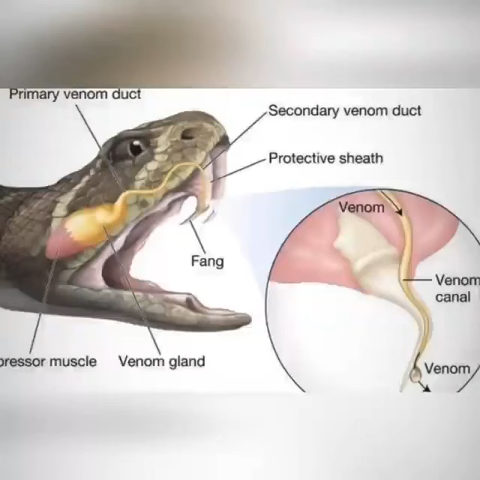 Primary venom duct
Secondary venom duct
Protective sheath
Venom
Fang
Venom
canal
pressor muscle
Venom gland
Venom